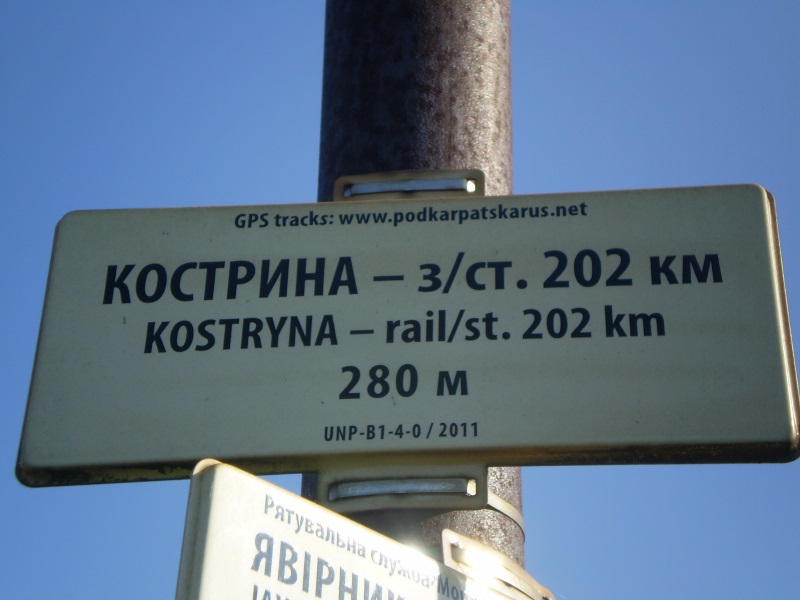 GPS tracks: www.podkarpatskarus.net
КОСТРИНА – з/ст. 202 км
KOSTRYNA – rail/st. 202 km
280 м
UNP-B1-4-0 / 2011
Рятувальна служба